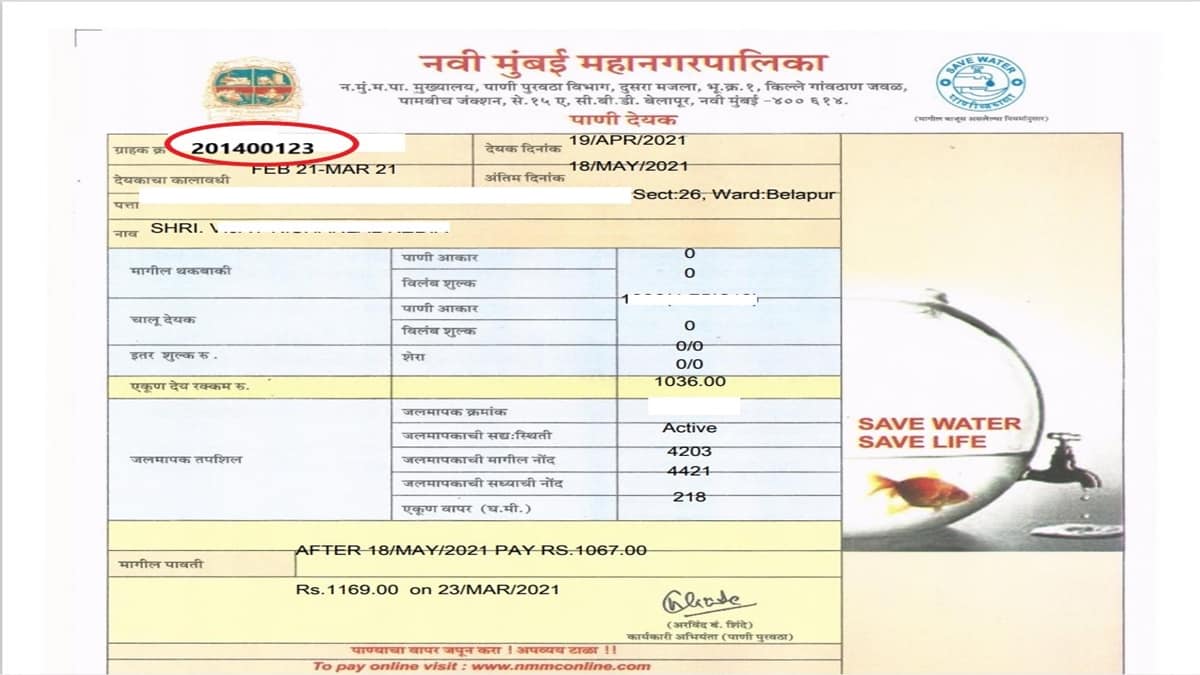 नवी मुंबई महानगरपालिका
न.मुं.म.पा. मुख्यालय, पाणी पुरवठा विभाग, दुसरा मजला, भू.क्र.१, किल्ले गांवठाण जवळ,
पामबीच जंक्शन, से.१५ ए, सी.बी.डी. बेलापूर, नवी मुंबई -४०० ६१४.
पाणी देयक
SAVE WATER
(मागील बाजूस असलेल्या नियमांनुसार)
ग्राहक क्र 201400123
देयक दिनांक 19/APR/2021
देयकाचा कालावधी FEB 21-MAR 21
अंतिम दिनांक 18/MAY/2021
पत्ता Sect:26, Ward:Belapur
नाव SHRI.
मागील थकबाकी
पाणी आकार 0
विलंब शुल्क 0
चालू देयक
पाणी आकार
विलंब शुल्क 0
इतर शुल्क रु. शेरा 0/0
0/0
एकूण देय रक्कम रु. 1036.00
जलमापक तपशिल
जलमापक क्रमांक
जलमापकाची सद्य:स्थिती Active
जलमापकाची मागील नोंद 4203
जलमापकाची सध्याची नोंद 4421
एकूण वापर (घ.मी.) 218
SAVE WATER
SAVE LIFE
AFTER 18/MAY/2021 PAY RS.1067.00
मागील पावती
Rs.1169.00 on 23/MAR/2021
(अरविंद बं. शिंदे)
कार्यकारी अभियंता (पाणी पुरवठा)
पाण्याचा वापर जपून करा ! अपव्यय टाळा !!
To pay online visit : www.nmmconline.com